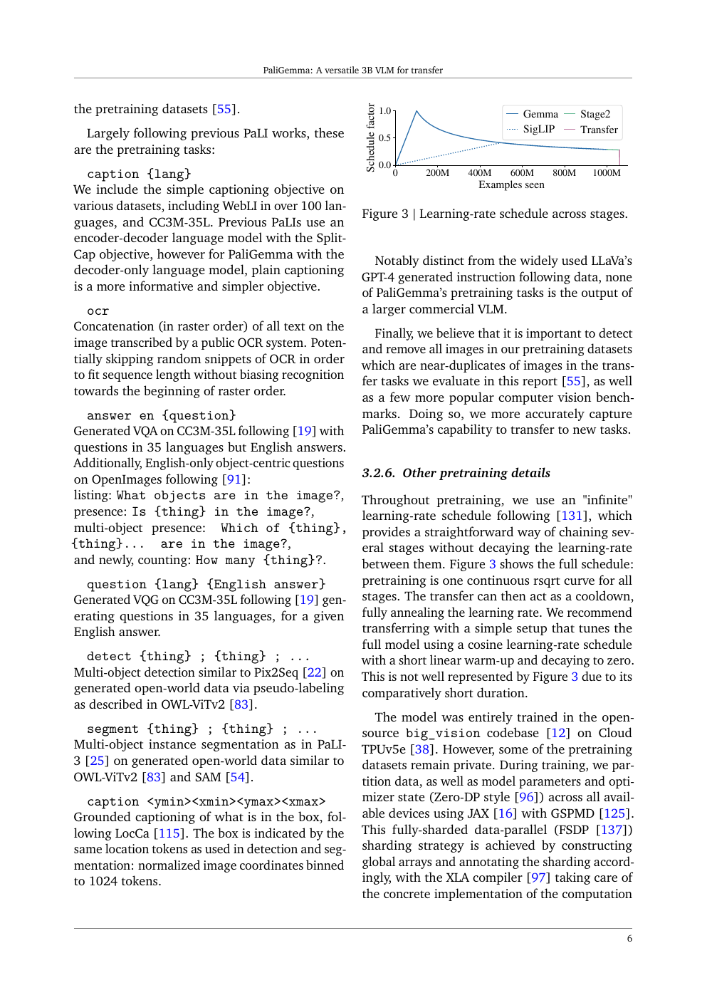 PaliGemma: A versatile 3B VLM for transfer
the pretraining datasets [55].
Largely following previous PaLI works, these
are the pretraining tasks:
caption {lang}
We include the simple captioning objective on
various datasets, including WebLI in over 100 lan-
guages, and CC3M-35L. Previous PaLIs use an
encoder-decoder language model with the Split-
Cap objective, however for PaliGemma with the
decoder-only language model, plain captioning
is a more informative and simpler objective.
ocr
Concatenation (in raster order) of all text on the
image transcribed by a public OCR system. Poten-
tially skipping random snippets of OCR in order
to fit sequence length without biasing recognition
towards the beginning of raster order.
answer en {question}
Generated VQA on CC3M-35L following [19] with
questions in 35 languages but English answers.
Additionally, English-only object-centric questions
on OpenImages following [91]:
listing: What objects are in the image?,
presence: Is {thing} in the image?,
multi-object presence: Which of {thing},
{thing}... are in the image?,
and newly, counting: How many {thing}?.
question {lang} {English answer}
Generated VQG on CC3M-35L following [19] gen-
erating questions in 35 languages, for a given
English answer.
detect {thing} ; {thing} ; ...
Multi-object detection similar to Pix2Seq [22] on
generated open-world data via pseudo-labeling
as described in OWL-ViTv2 [83].
segment {thing} ; {thing} ; ...
Multi-object instance segmentation as in PaLI-
3 [25] on generated open-world data similar to
OWL-ViTv2 [83] and SAM [54].
caption <ymin><xmin><ymax><xmax>
Grounded captioning of what is in the box, fol-
lowing LocCa [115]. The box is indicated by the
same location tokens as used in detection and seg-
mentation: normalized image coordinates binned
to 1024 tokens.
Schedule factor
1.0
0.5
0.0
Gemma Stage2
SigLIP Transfer
0 200M 400M 600M 800M 1000M
Examples seen
Figure 3 | Learning-rate schedule across stages.
Notably distinct from the widely used LLaVa's
GPT-4 generated instruction following data, none
of PaliGemma's pretraining tasks is the output of
a larger commercial VLM.
Finally, we believe that it is important to detect
and remove all images in our pretraining datasets
which are near-duplicates of images in the trans-
fer tasks we evaluate in this report [55], as well
as a few more popular computer vision bench-
marks. Doing so, we more accurately capture
PaliGemma's capability to transfer to new tasks.
3.2.6. Other pretraining details
Throughout pretraining, we use an "infinite"
learning-rate schedule following [131], which
provides a straightforward way of chaining sev-
eral stages without decaying the learning-rate
between them. Figure 3 shows the full schedule:
pretraining is one continuous rsqrt curve for all
stages. The transfer can then act as a cooldown,
fully annealing the learning rate. We recommend
transferring with a simple setup that tunes the
full model using a cosine learning-rate schedule
with a short linear warm-up and decaying to zero.
This is not well represented by Figure 3 due to its
comparatively short duration.
The model was entirely trained in the open-
source big_vision codebase [12] on Cloud
TPUv5e [38]. However, some of the pretraining
datasets remain private. During training, we par-
tition data, as well as model parameters and opti-
mizer state (Zero-DP style [96]) across all avail-
able devices using JAX [16] with GSPMD [125].
This fully-sharded data-parallel (FSDP [137])
sharding strategy is achieved by constructing
global arrays and annotating the sharding accord-
ingly, with the XLA compiler [97] taking care of
the concrete implementation of the computation
6